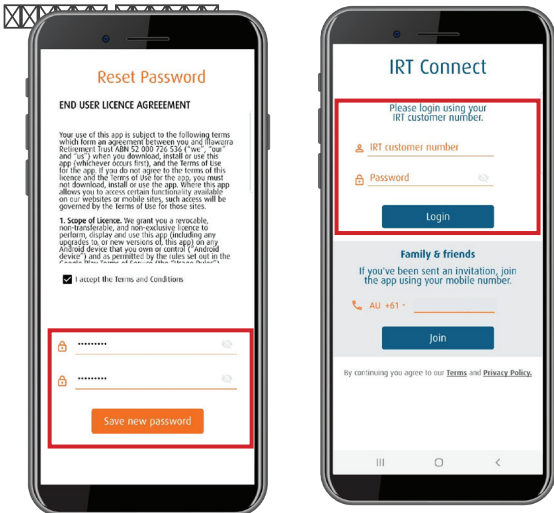 Reset Password
END USER LICENCE AGREEEMENT
Your use of this app is subject to the following terms
which form an agreement between you and Illawarra
Retirement Trust ABN 52 000 726 536 ("we", "our"
and "us") when you download, install or use this
app (whichever occurs first), and the Terms of Use
for the app. If you do not agree to the terms of this
licence and the Terms of Use for the app, you must
not download, install or use the app. Where this app
allows you to access certain functionality available
on our websites or mobile sites, such access will be
governed by the Terms of Use for those sites.
1. Scope of Licence. We grant you a revocable,
non-transferable, and non-exclusive licence to
perform, display and use this app (including any
upgrades to, or new versions of, this app) on any
Android device that you own or control ("Android
device") and as permitted by the rules set out in the
I accept the Terms and Conditions
Save new password
IRT Connect
Please login using your
IRT customer number.
IRT customer number
Password
Login
Family & friends
If you've been sent an invitation, join
the app using your mobile number.
AU +61
Join
By continuing you agree to our Terms and Privacy Policy.